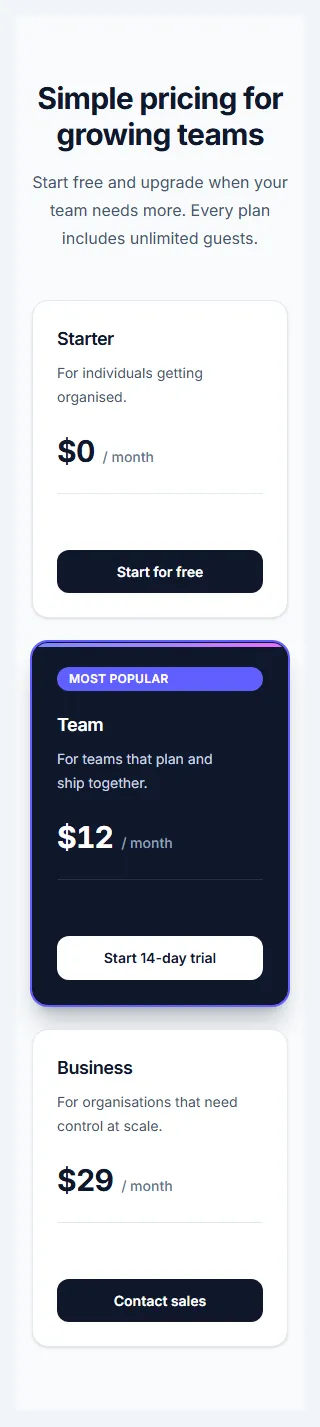 Simple pricing for
growing teams
Start free and upgrade when your
team needs more. Every plan
includes unlimited guests.
Starter
For individuals getting
organised.
$0 / month
Start for free
MOST POPULAR
Team
For teams that plan and
ship together.
$12 / month
Start 14-day trial
Business
For organisations that need
control at scale.
$29 / month
Contact sales